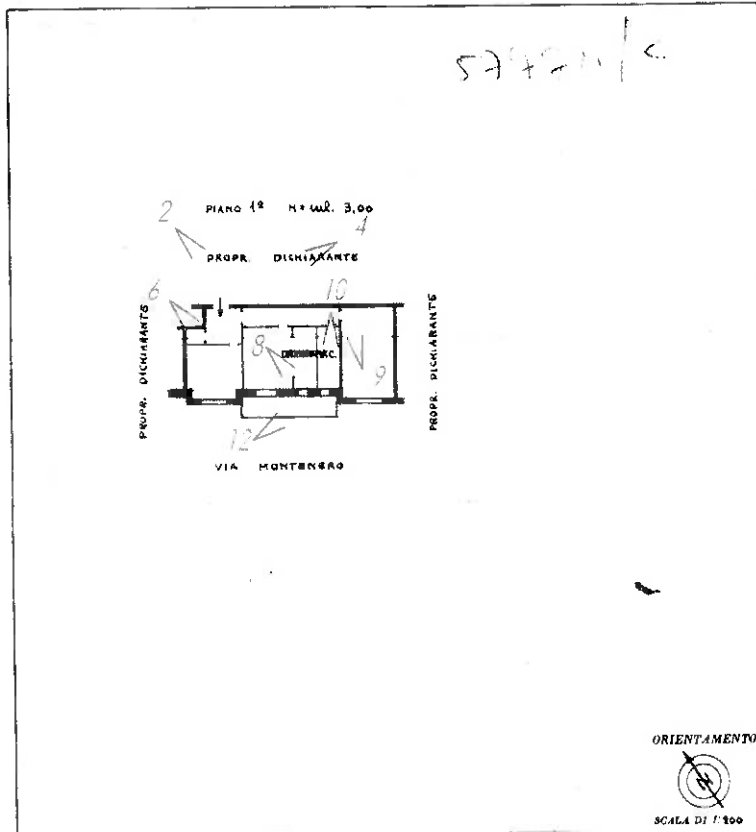 PIANO 1º H= ml. 3,00
2
4
PROPR. DICHIARANTE
6
10
PROPR. DICHIARANTE
PROPR. DICHIARANTE
8
9
12
VIA MONTENERO
ORIENTAMENTO
N
SCALA DI 1:200